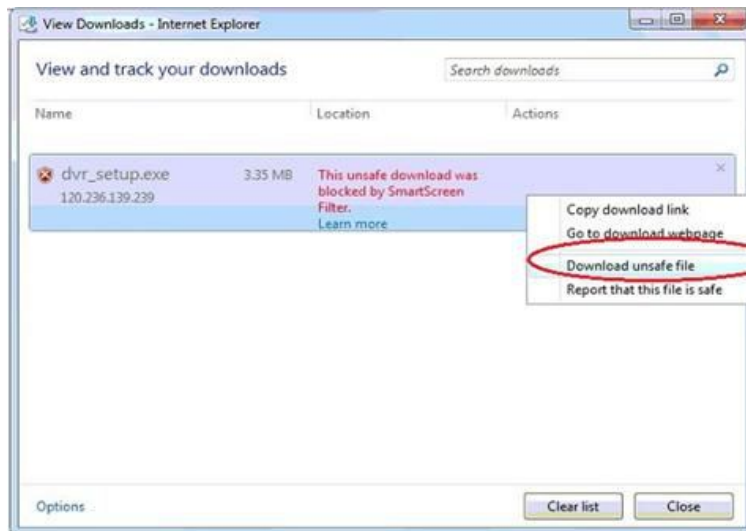 View Downloads - Internet Explorer
View and track your downloads
Search downloads
Name
Location
Actions
dvr_setup.exe
3.35 MB
120.236.139.239
This unsafe download was
blocked by SmartScreen
Filter.
Learn more
Copy download link
Go to download webpage
Download unsafe file
Report that this file is safe
Options
Clear list
Close